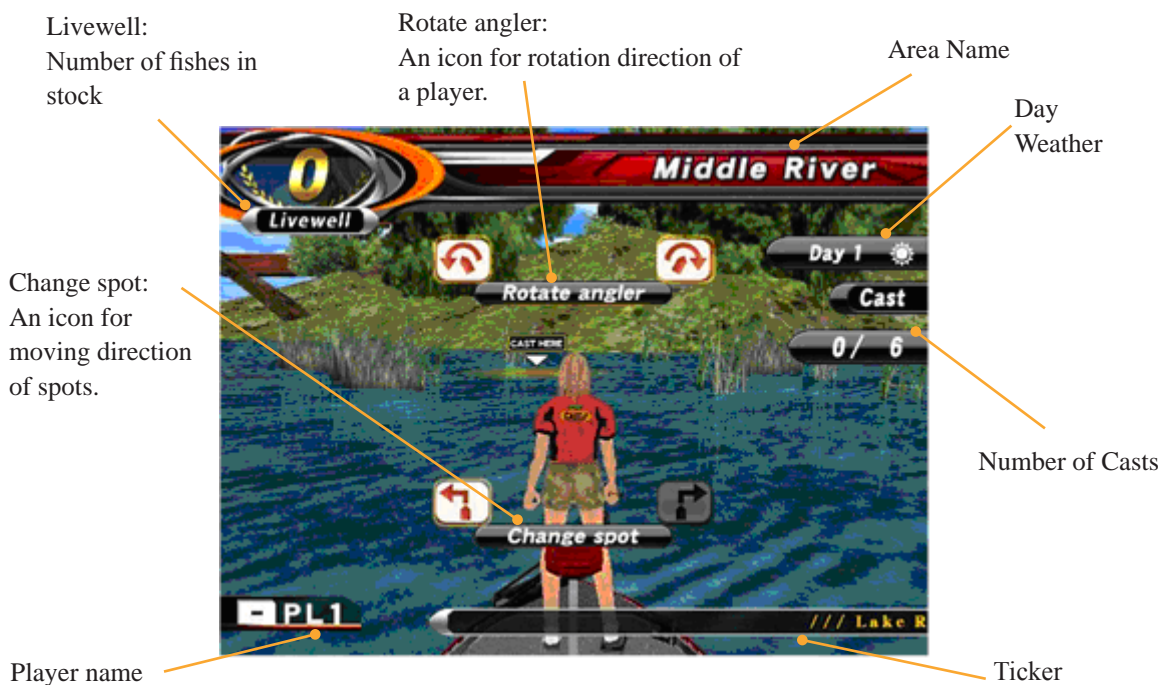 Livewell:
Number of fishes in
stock
Rotate angler:
An icon for rotation direction of
a player.
Area Name
Day
Weather
0
Livewell
Middle River
Rotate angler
Day 1
Cast
0 / 6
CAST HERE
Change spot:
An icon for
moving direction
of spots.
Number of Casts
Change spot
PL1
/// Lake R
Player name
Ticker